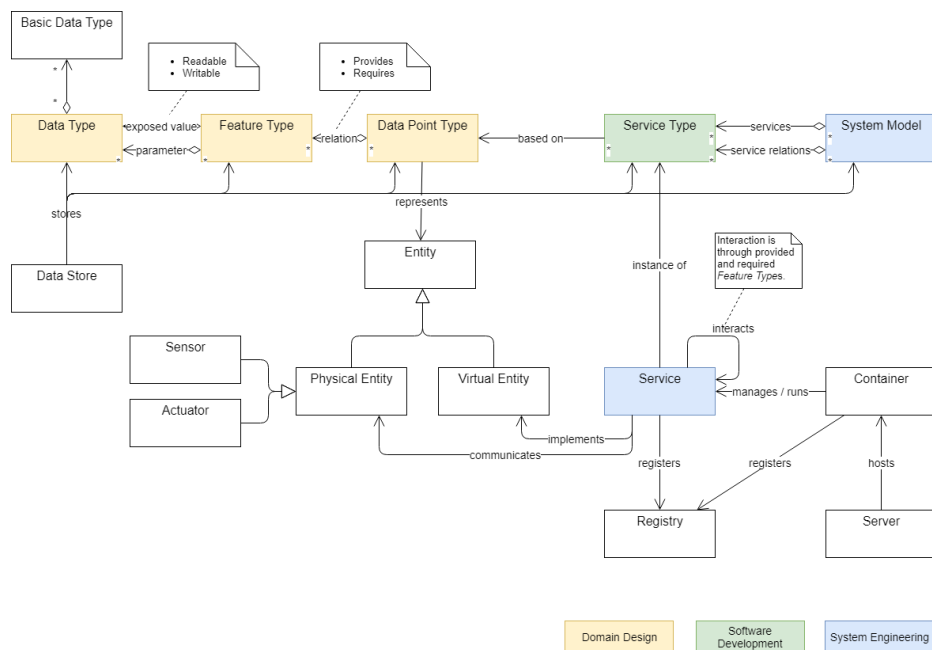 Basic Data Type
• Readable
• Writable
• Provides
• Requires
*
*
Data Type
exposed value
Feature Type
relation
Data Point Type
based on
Service Type
services
System Model
parameter
service relations
*
*
*
*
*
*
*
*
*
stores
represents
Data Store
Entity
instance of
Interaction is
through provided
and required
Feature Types.
interacts
Sensor
Physical Entity
Virtual Entity
Service
manages / runs
Container
Actuator
implements
communicates
registers
registers
hosts
Registry
Server
Domain Design
Software
Development
System Engineering